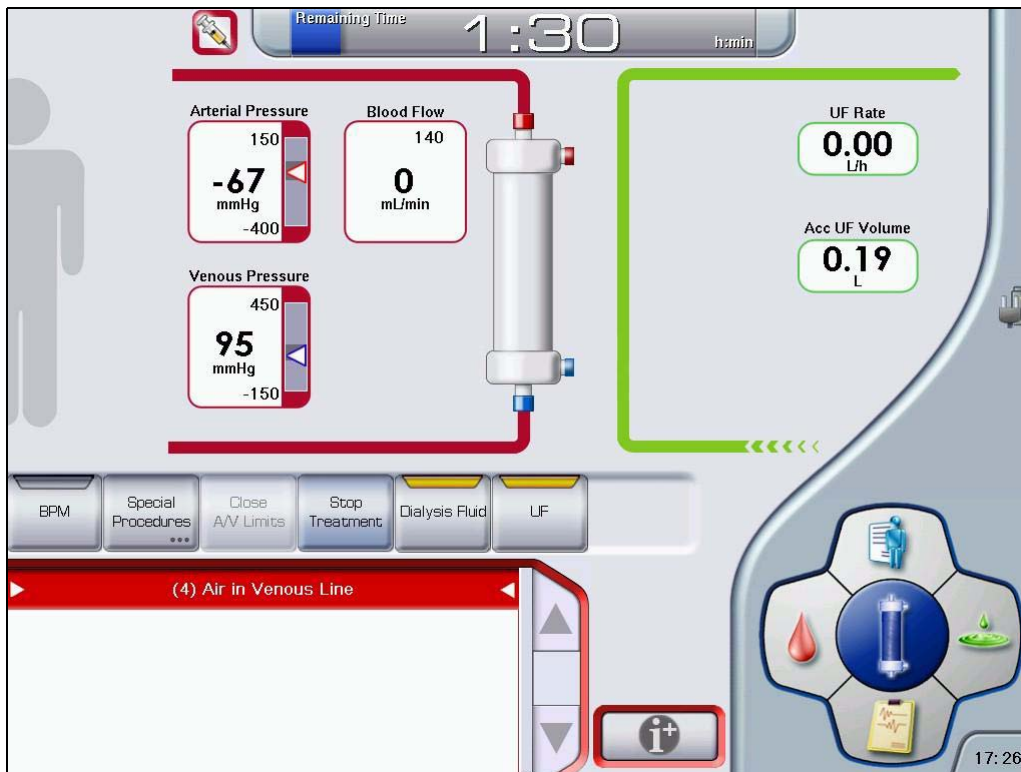 Remaining Time
1:30
h:min
Arterial Pressure
150
-67
mmHg
-400
Blood Flow
140
0
mL/min
Venous Pressure
450
95
mmHg
-150
UF Rate
0.00
L/h
Acc UF Volume
0.19
L
BPM
Special
Procedures
Close
A/V Limits
Stop
Treatment
Dialysis Fluid
UF
(4) Air in Venous Line
i+
17:26